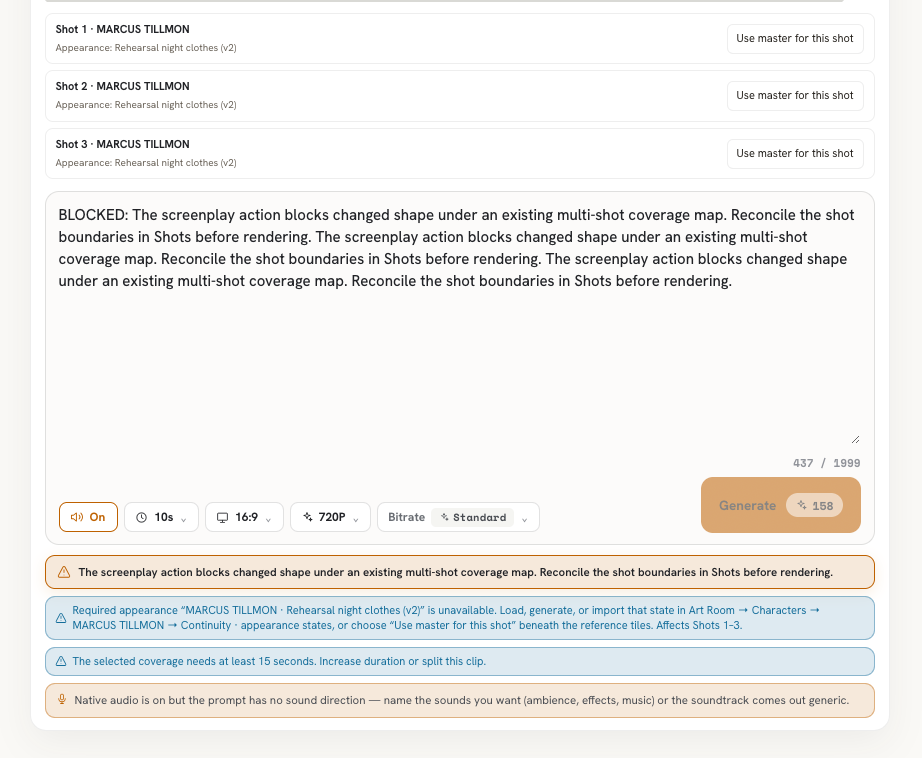 Shot 1 · MARCUS TILLMON
Appearance: Rehearsal night clothes (v2)
Use master for this shot
Shot 2 · MARCUS TILLMON
Appearance: Rehearsal night clothes (v2)
Use master for this shot
Shot 3 · MARCUS TILLMON
Appearance: Rehearsal night clothes (v2)
Use master for this shot
BLOCKED: The screenplay action blocks changed shape under an existing multi-shot coverage map. Reconcile the shot
boundaries in Shots before rendering. The screenplay action blocks changed shape under an existing multi-shot
coverage map. Reconcile the shot boundaries in Shots before rendering. The screenplay action blocks changed shape
under an existing multi-shot coverage map. Reconcile the shot boundaries in Shots before rendering.
437 / 1999
On 10s 16:9 720P Bitrate Standard
Generate 158
The screenplay action blocks changed shape under an existing multi-shot coverage map. Reconcile the shot boundaries in Shots before rendering.
Required appearance “MARCUS TILLMON · Rehearsal night clothes (v2)” is unavailable. Load, generate, or import that state in Art Room → Characters →
MARCUS TILLMON → Continuity · appearance states, or choose “Use master for this shot” beneath the reference tiles. Affects Shots 1–3.
The selected coverage needs at least 15 seconds. Increase duration or split this clip.
Native audio is on but the prompt has no sound direction — name the sounds you want (ambience, effects, music) or the soundtrack comes out generic.